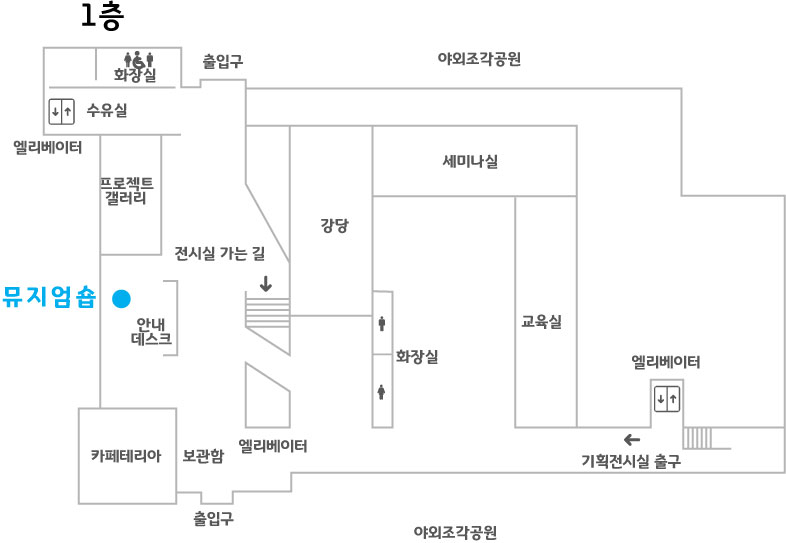 1층
화장실
출입구
야외조각공원
수유실
엘리베이터
프로젝트
갤러리
세미나실
강당
전시실 가는 길
뮤지엄숍
안내
데스크
교육실
화장실
엘리베이터
엘리베이터
카페테리아
보관함
기획전시실 출구
출입구
야외조각공원